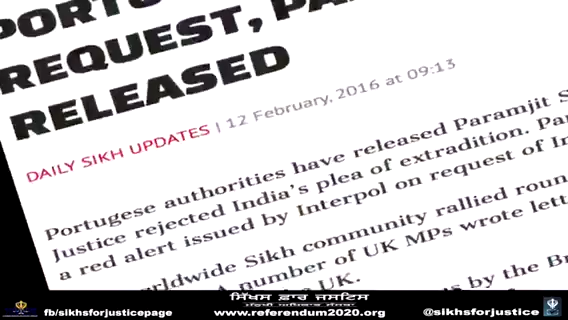 PORTU
REQUEST, PA
RELEASED
DAILY SIKH UPDATES | 12 February, 2016 at 09:13
Portugese authorities have released Paramjit S
Justice rejected India's plea of extradition. Pa
a red alert issued by Interpol on request of In
rldwide Sikh community rallied roun
A number of UK MPs wrote lett
e UK.
s by the Br
ਸਿੱਖਸ ਫ਼ਾਰ ਜਸਟਿਸ
fb/sikhsforjusticepage
www.referendum2020.org
@sikhsforjustice